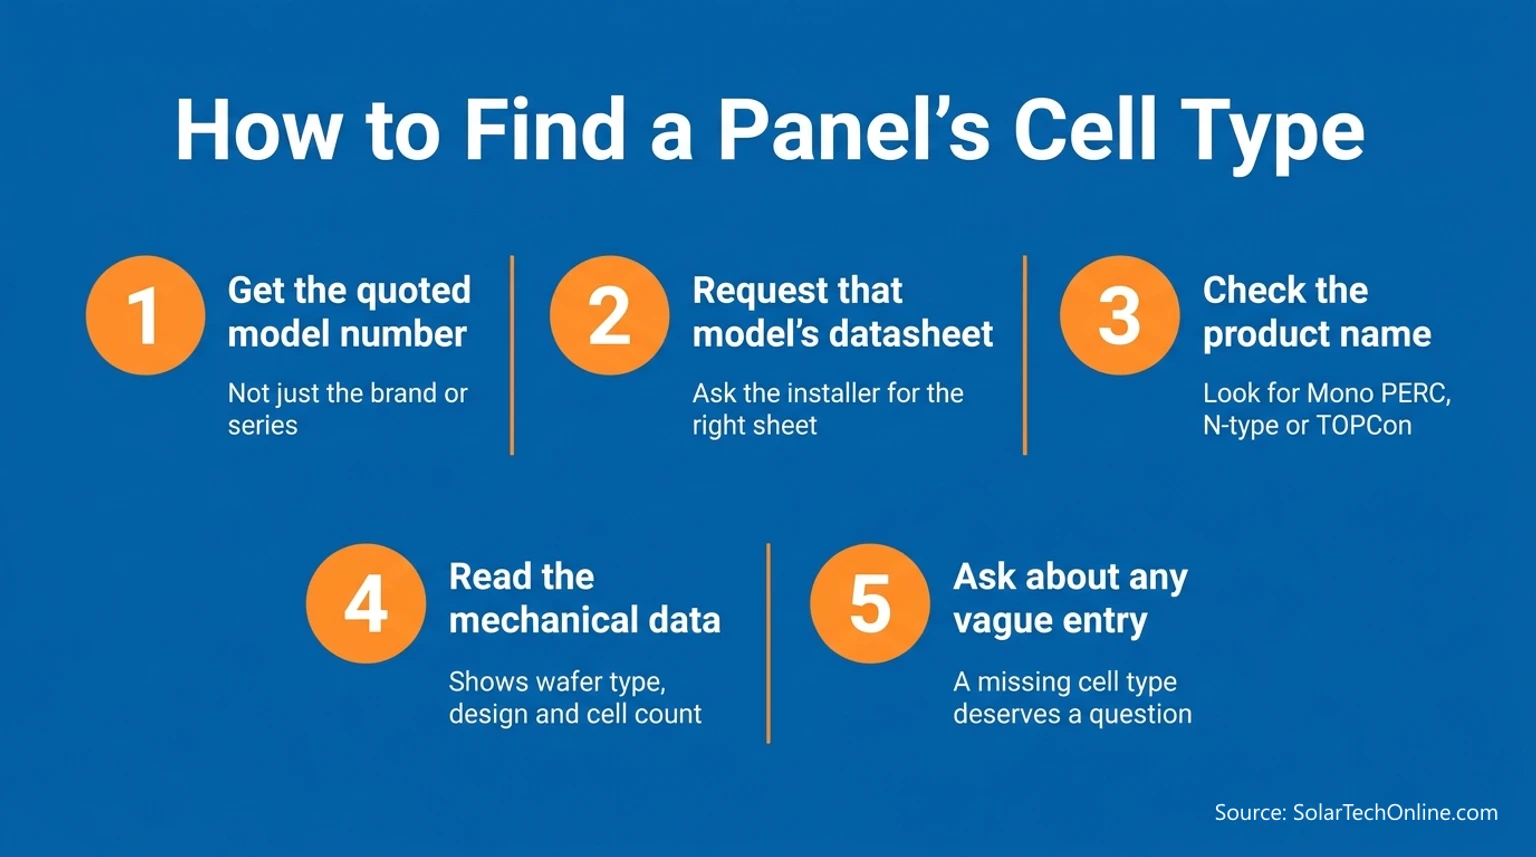 How to Find a Panel’s Cell Type
1
Get the quoted
model number
Not just the brand or
series
2
Request that
model’s datasheet
Ask the installer for the
right sheet
3
Check the
product name
Look for Mono PERC,
N-type or TOPCon
4
Read the
mechanical data
Shows wafer type,
design and cell count
5
Ask about any
vague entry
A missing cell type
deserves a question
Source: SolarTechOnline.com